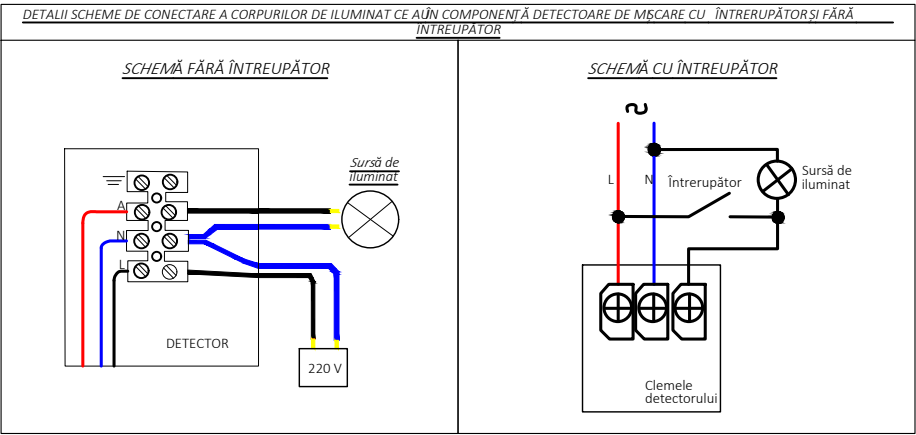 DETALII SCHEME DE CONECTARE A CORPURILOR DE ILUMINAT CE AU ÎN COMPONENȚĂ DETECTOARE DE MIȘCARE CU ÎNTRERUPĂTOR ȘI FĂRĂ
ÎNTREUPĂTOR
SCHEMĂ FĂRĂ ÎNTREUPĂTOR
Sursă de
iluminat
A
N
L
DETECTOR
220 V
SCHEMĂ CU ÎNTREUPĂTOR
L
N
Întrerupător
Sursă de
iluminat
Clemele
detectorului